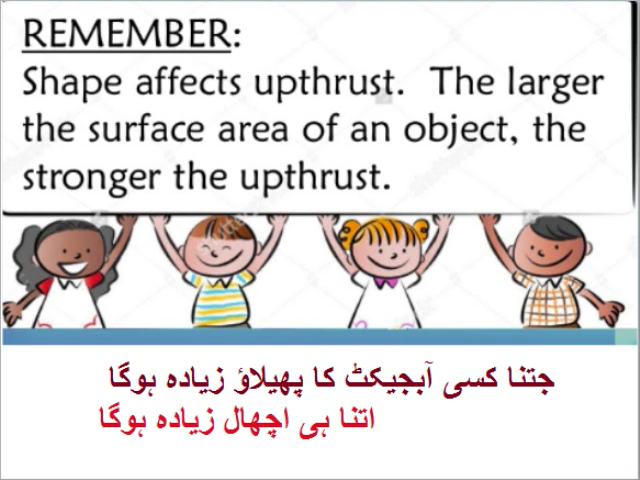 REMEMBER:
Shape affects upthrust. The larger
the surface area of an object, the
stronger the upthrust.
جتنا کسی آبجیکٹ کا پھیلاؤ زیادہ ہوگا
اتنا ہی اچھال زیادہ ہوگا